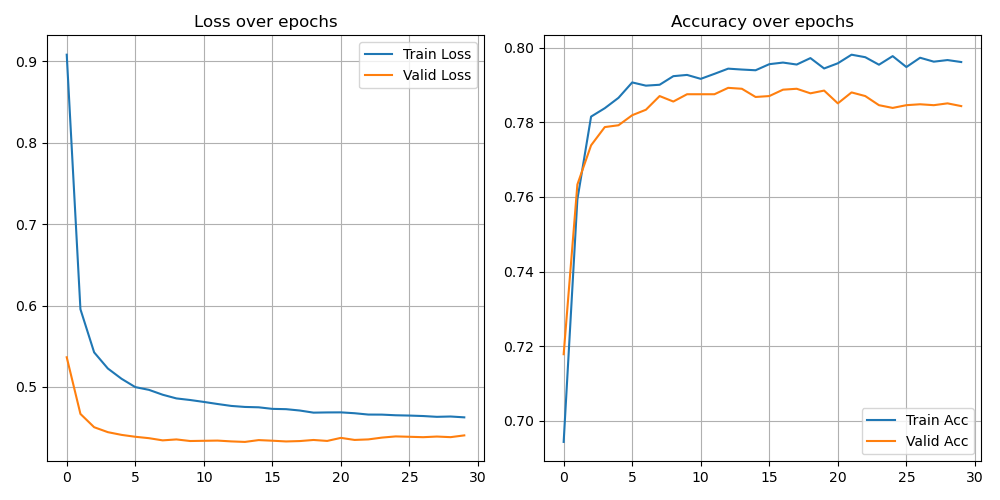 Loss over epochs
Train Loss
Valid Loss
0.9
0.8
0.7
0.6
0.5
0 5 10 15 20 25 30
Accuracy over epochs
0.80
0.78
0.76
0.74
0.72
0.70
Train Acc
Valid Acc
0 5 10 15 20 25 30